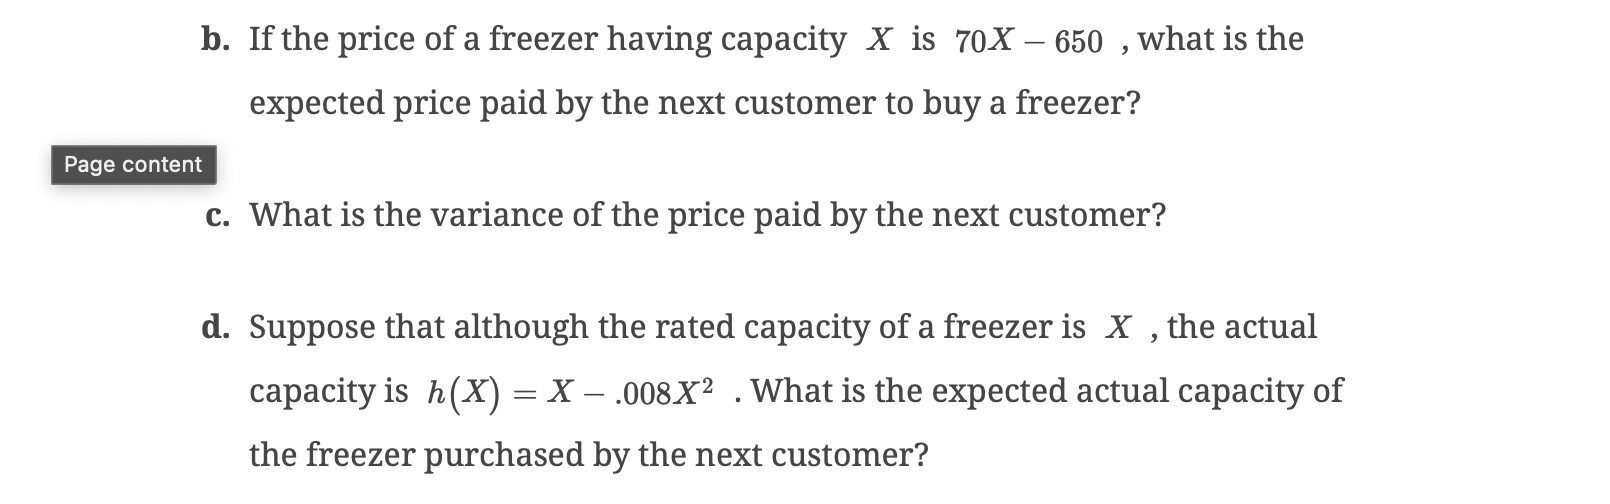 b. If the price of a freezer having capacity X is 70X – 650 , what is the
expected price paid by the next customer to buy a freezer?
Page content
c. What is the variance of the price paid by the next customer?
d. Suppose that although the rated capacity of a freezer is X , the actual
capacity is h(X) = X – .008X² . What is the expected actual capacity of
the freezer purchased by the next customer?